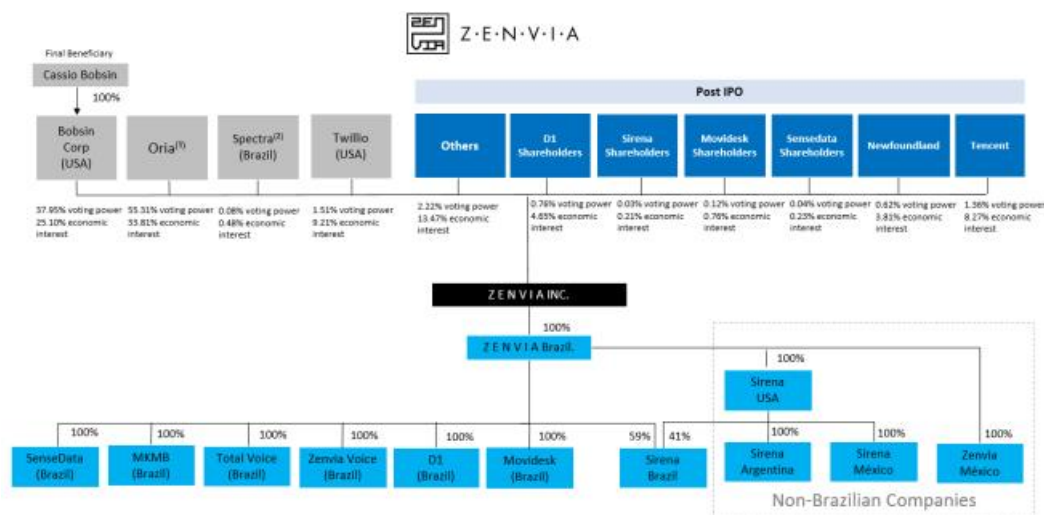 ZENVIA
Z·E·N·V·I·A
Final Beneficiary
Cassio Bobsin
100%
Post IPO
Bobsin
Corp
(USA)
Oria(1)
Spectra(2)
(Brazil)
Twillio
(USA)
Others
D1
Shareholders
Sirena
Shareholders
Movidesk
Shareholders
Sensedata
Shareholders
Newfoundland
Tencent
37.95% voting power
25.10% economic
interest
55.31% voting power
33.81% economic
interest
0.08% voting power
0.48% economic
interest
1.51% voting power
9.21% economic
interest
2.22% voting power
13.47% economic
interest
0.76% voting power
4.65% economic
interest
0.03% voting power
0.21% economic
interest
0.12% voting power
0.76% economic
interest
0.04% voting power
0.23% economic
interest
0.62% voting power
3.81% economic
interest
1.36% voting power
8.27% economic
interest
Z E N V I A INC.
100%
Z E N V I A Brazil.
100%
Sirena
USA
100%
SenseData
(Brazil)
100%
MKMB
(Brazil)
100%
Total Voice
(Brazil)
100%
Zenvia Voice
(Brazil)
100%
D1
(Brazil)
100%
Movidesk
(Brazil)
59%
41%
Sirena
Brazil
100%
Sirena
Argentina
100%
Sirena
México
100%
Zenvia
México
Non-Brazilian Companies